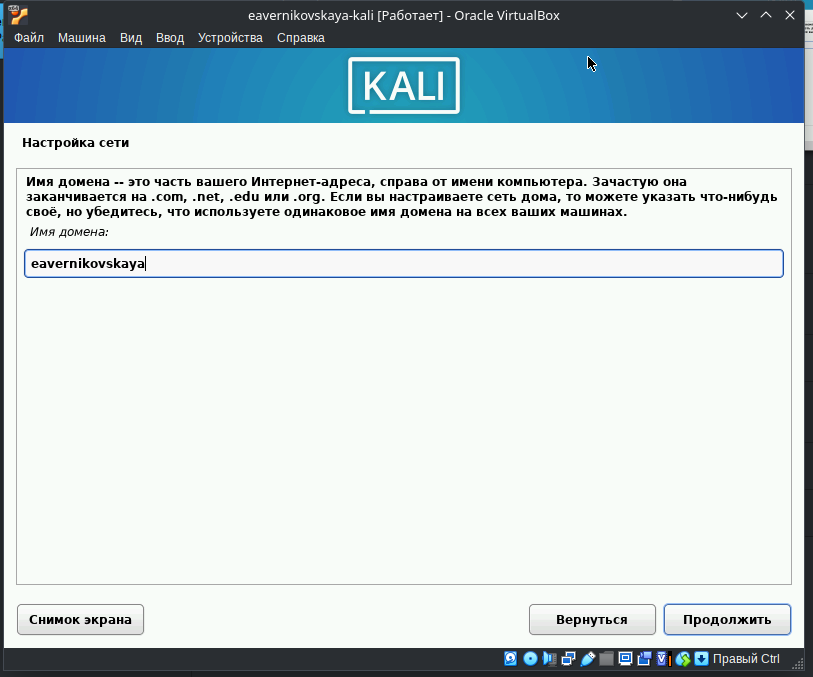 eavernikovskaya-kali [Работает] - Oracle VirtualBox
Файл Машина Вид Ввод Устройства Справка
KALI
Настройка сети
Имя домена -- это часть вашего Интернет-адреса, справа от имени компьютера. Зачастую она
заканчивается на .com, .net, .edu или .org. Если вы настраиваете сеть дома, то можете указать что-нибудь
своё, но убедитесь, что используете одинаковое имя домена на всех ваших машинах.
Имя домена:
eavernikovskaya
Снимок экрана Вернуться Продолжить
Правый Ctrl